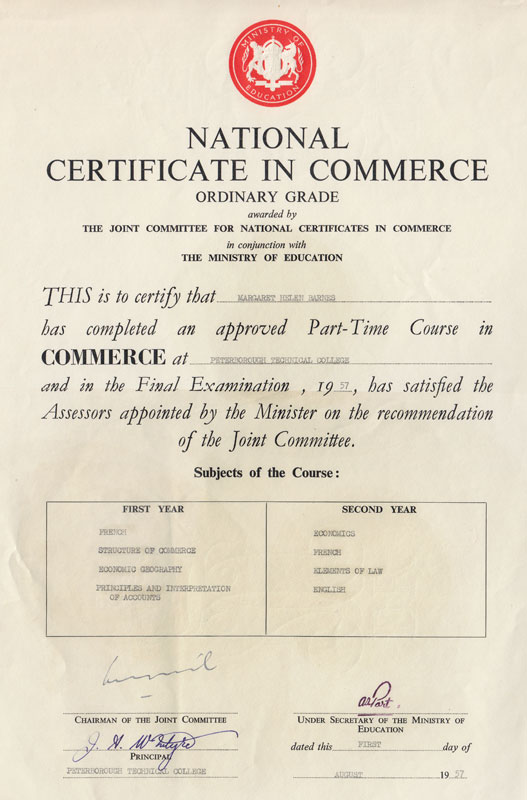 MINISTRY OF
EDUCATION
NATIONAL
CERTIFICATE IN COMMERCE
ORDINARY GRADE
awarded by
THE JOINT COMMITTEE FOR NATIONAL CERTIFICATES IN COMMERCE
in conjunction with
THE MINISTRY OF EDUCATION
THIS is to certify that MARGARET HELEN BARNES
has completed an approved Part-Time Course in
COMMERCE at PETERBOROUGH TECHNICAL COLLEGE
and in the Final Examination, 1957, has satisfied the
Assessors appointed by the Minister on the recommendation
of the Joint Committee.
Subjects of the Course:
FIRST YEAR
FRENCH
STRUCTURE OF COMMERCE
ECONOMIC GEOGRAPHY
PRINCIPLES AND INTERPRETATION
OF ACCOUNTS
SECOND YEAR
ECONOMICS
FRENCH
ELEMENTS OF LAW
ENGLISH
CHAIRMAN OF THE JOINT COMMITTEE
J. H. McIntyre
PRINCIPAL
PETERBOROUGH TECHNICAL COLLEGE
UNDER SECRETARY OF THE MINISTRY OF
EDUCATION
dated this FIRST day of
AUGUST 1957